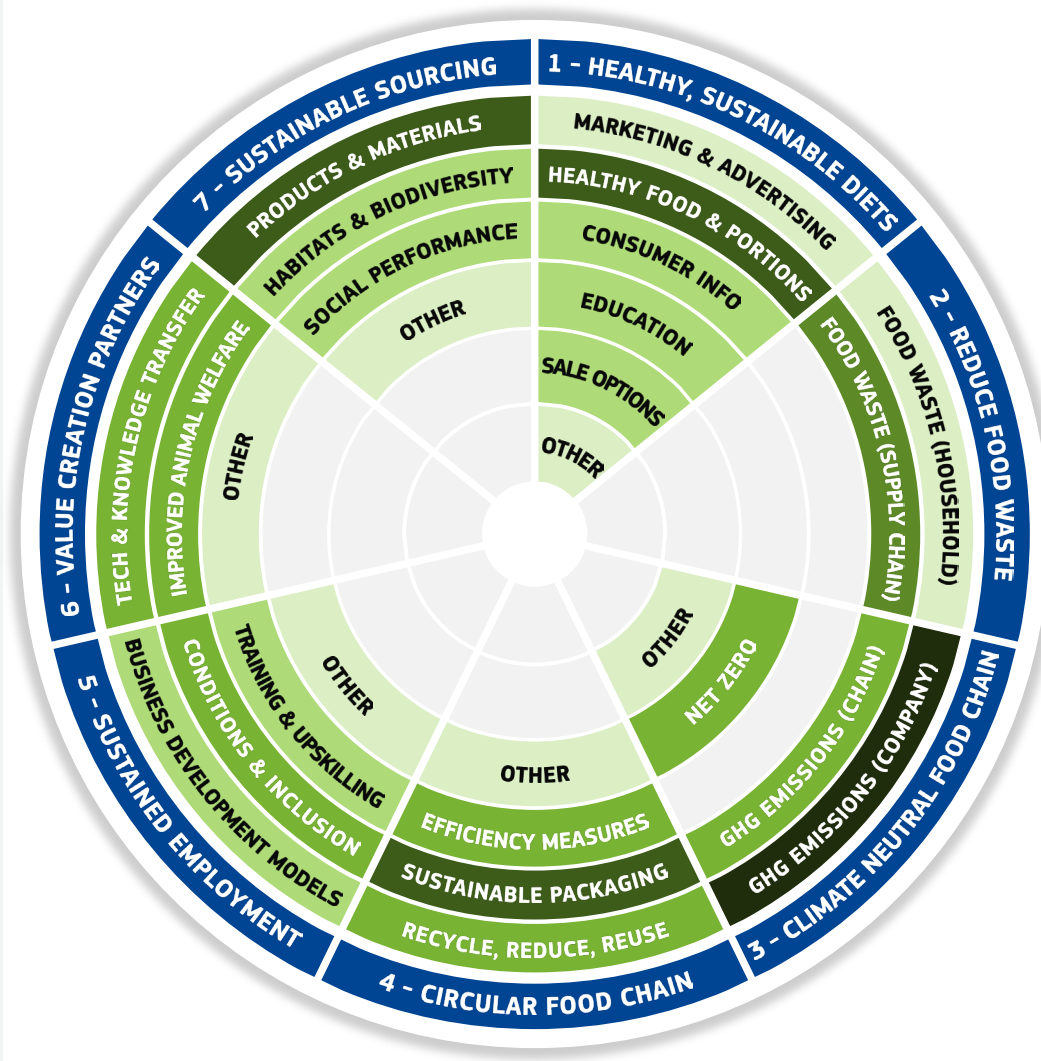 1 - HEALTHY, SUSTAINABLE DIETS
MARKETING & ADVERTISING
HEALTHY FOOD & PORTIONS
CONSUMER INFO
EDUCATION
SALE OPTIONS
OTHER
2 - REDUCE FOOD WASTE
FOOD WASTE (HOUSEHOLD)
FOOD WASTE (SUPPLY CHAIN)
3 - CLIMATE NEUTRAL FOOD CHAIN
GHG EMISSIONS (COMPANY)
GHG EMISSIONS (CHAIN)
NET ZERO
OTHER
4 - CIRCULAR FOOD CHAIN
RECYCLE, REDUCE, REUSE
SUSTAINABLE PACKAGING
EFFICIENCY MEASURES
OTHER
5 - SUSTAINED EMPLOYMENT
BUSINESS DEVELOPMENT MODELS
CONDITIONS & INCLUSION
TRAINING & UPSKILLING
OTHER
6 - VALUE CREATION PARTNERS
TECH & KNOWLEDGE TRANSFER
IMPROVED ANIMAL WELFARE
OTHER
7 - SUSTAINABLE SOURCING
PRODUCTS & MATERIALS
HABITATS & BIODIVERSITY
SOCIAL PERFORMANCE
OTHER